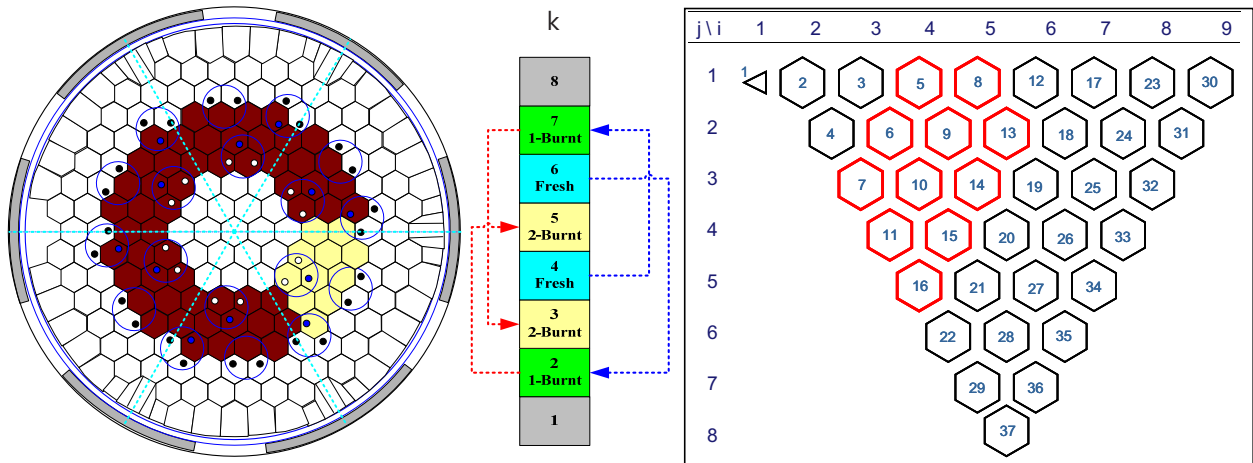 k
8
7
1-Burnt
6
Fresh
5
2-Burnt
4
Fresh
3
2-Burnt
2
1-Burnt
1
j \ i 1 2 3 4 5 6 7 8 9
1 1 2 3 5 8 12 17 23 30
2 4 6 9 13 18 24 31
3 7 10 14 19 25 32
4 11 15 20 26 33
5 16 21 27 34
6 22 28 35
7 29 36
8 37